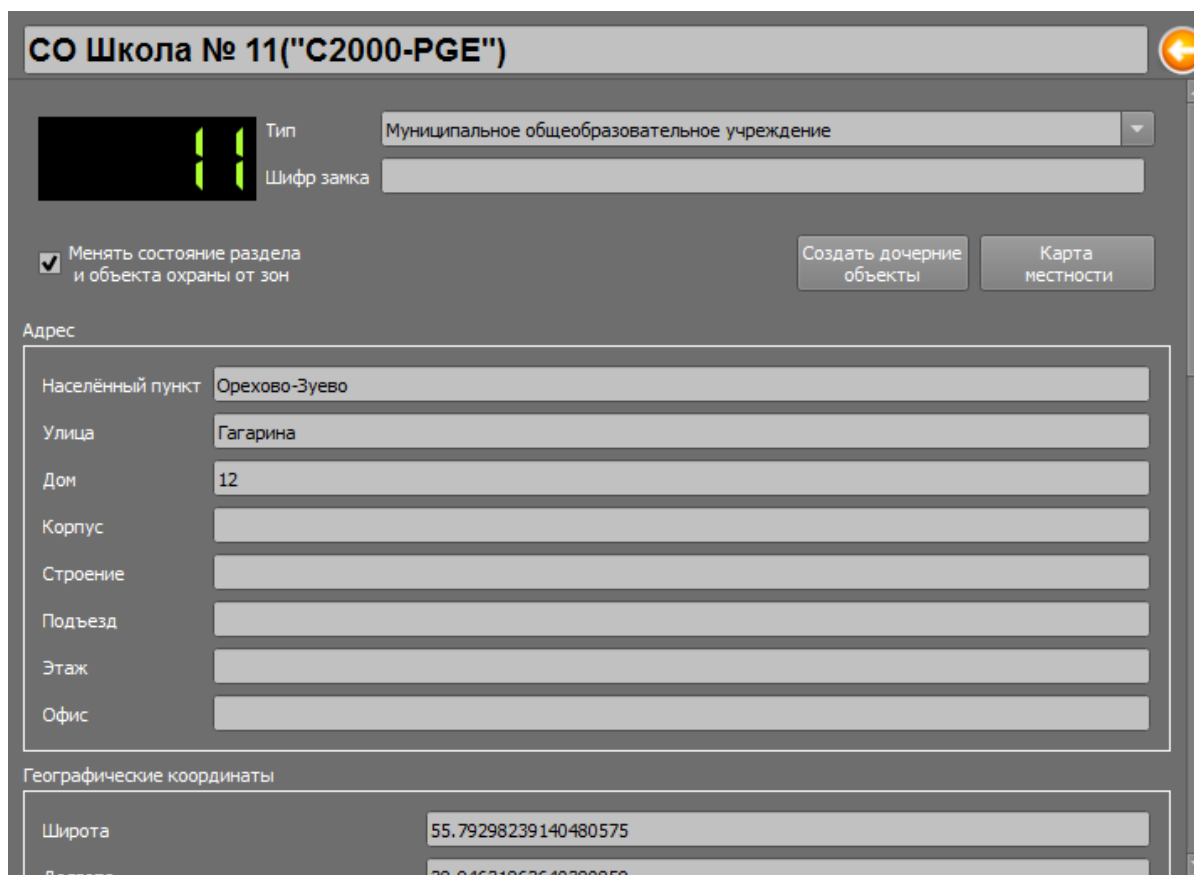 СО Школа № 11("С2000-PGE")
11
Тип
Муниципальное общеобразовательное учреждение
Шифр замка
Менять состояние раздела
и объекта охраны от зон
Создать дочерние
объекты
Карта
местности
Адрес
Населённый пункт Орехово-Зуево
Улица Гагарина
Дом 12
Корпус
Строение
Подъезд
Этаж
Офис
Географические координаты
Широта 55.79298239140480575